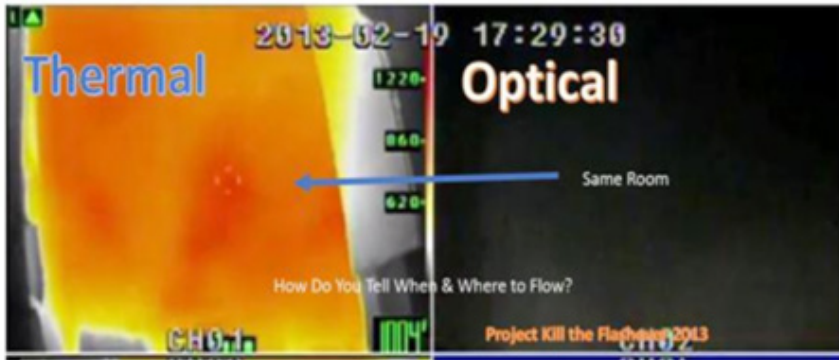 2013-02-19 17:29:30
Thermal
Optical
1220-
860-
620-
Same Room
How Do You Tell When & Where to Flow?
CH01
Project Kill the Flashover 2013
CH02